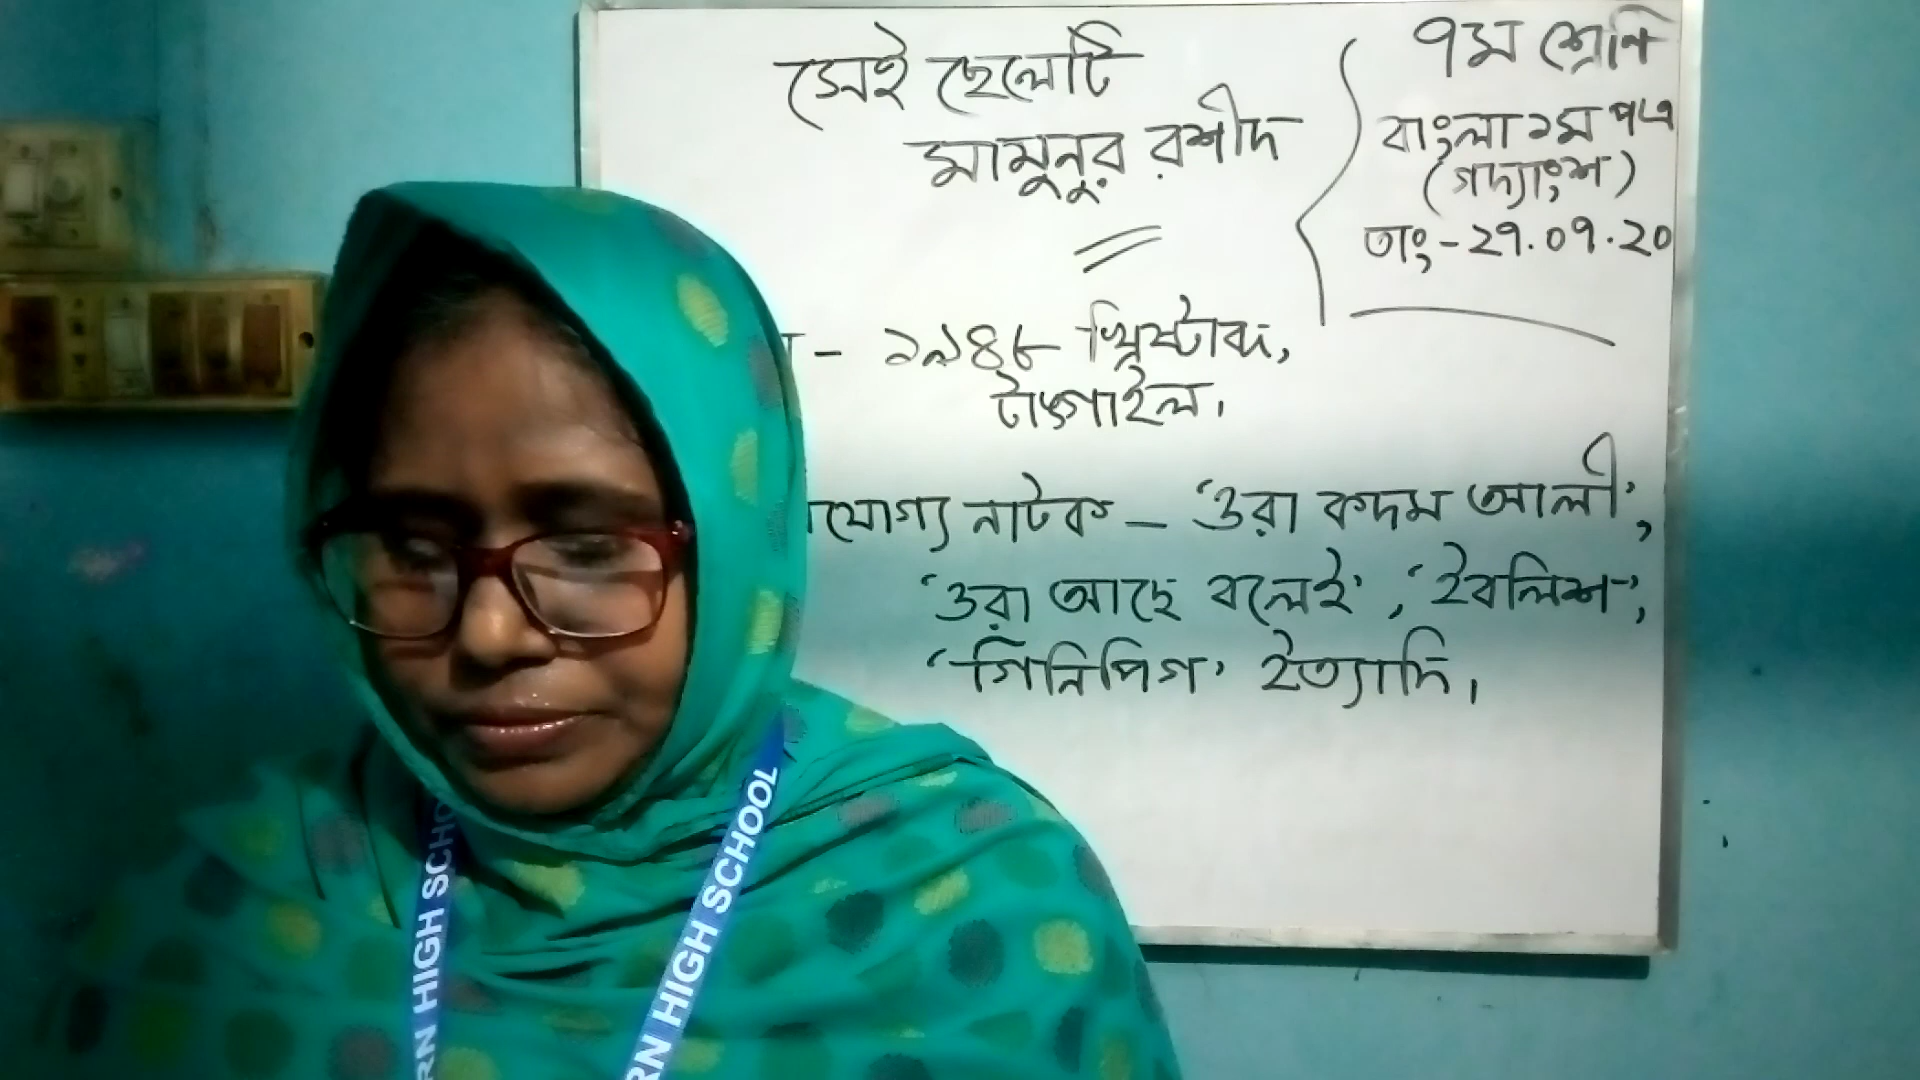 সেই ছেলেটি
মামুনুর রশীদ
৭ম শ্রেণি
বাংলা ১ম পত্র
(গদ্যাংশ)
তাং-২৭.০৭.২০
- ১৯৪৮ খ্রিস্টাব্দ,
টাঙ্গাইল।
যোগ্য নাটক – 'ওরা কদম আলী',
'ওরা আছে বলেই', 'ইবলিশ',
'গিনিপিগ' ইত্যাদি।
RN HIGH SCHOOL
RN HIGH SCHOOL